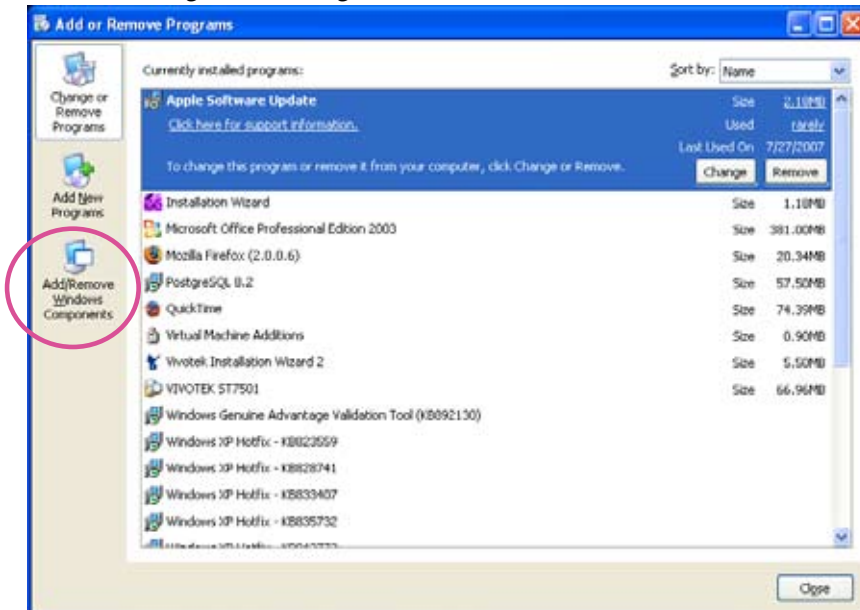 Add or Remove Programs
Change or
Remove
Programs
Add New
Programs
Add/Remove
Windows
Components
Currently installed programs:
Sort by: Name
Apple Software Update Size 2.18MB
Click here for support information. Used rarely
Last Used On 7/27/2007
To change this program or remove it from your computer, click Change or Remove. Change Remove
Installation Wizard Size 1.18MB
Microsoft Office Professional Edition 2003 Size 381.00MB
Mozilla Firefox (2.0.0.6) Size 20.34MB
PostgreSQL 8.2 Size 57.50MB
QuickTime Size 74.39MB
Virtual Machine Additions Size 0.90MB
Vivotek Installation Wizard 2 Size 5.50MB
VIVOTEK ST7501 Size 66.96MB
Windows Genuine Advantage Validation Tool (KB892130)
Windows XP Hotfix - KB823559
Windows XP Hotfix - KB828741
Windows XP Hotfix - KB833407
Windows XP Hotfix - KB835732
Close